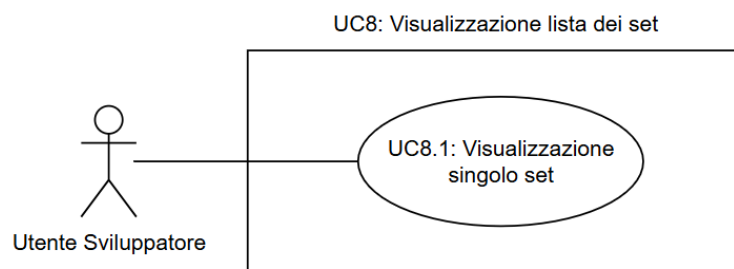 UC8: Visualizzazione lista dei set
UC8.1: Visualizzazione
singolo set
Utente Sviluppatore